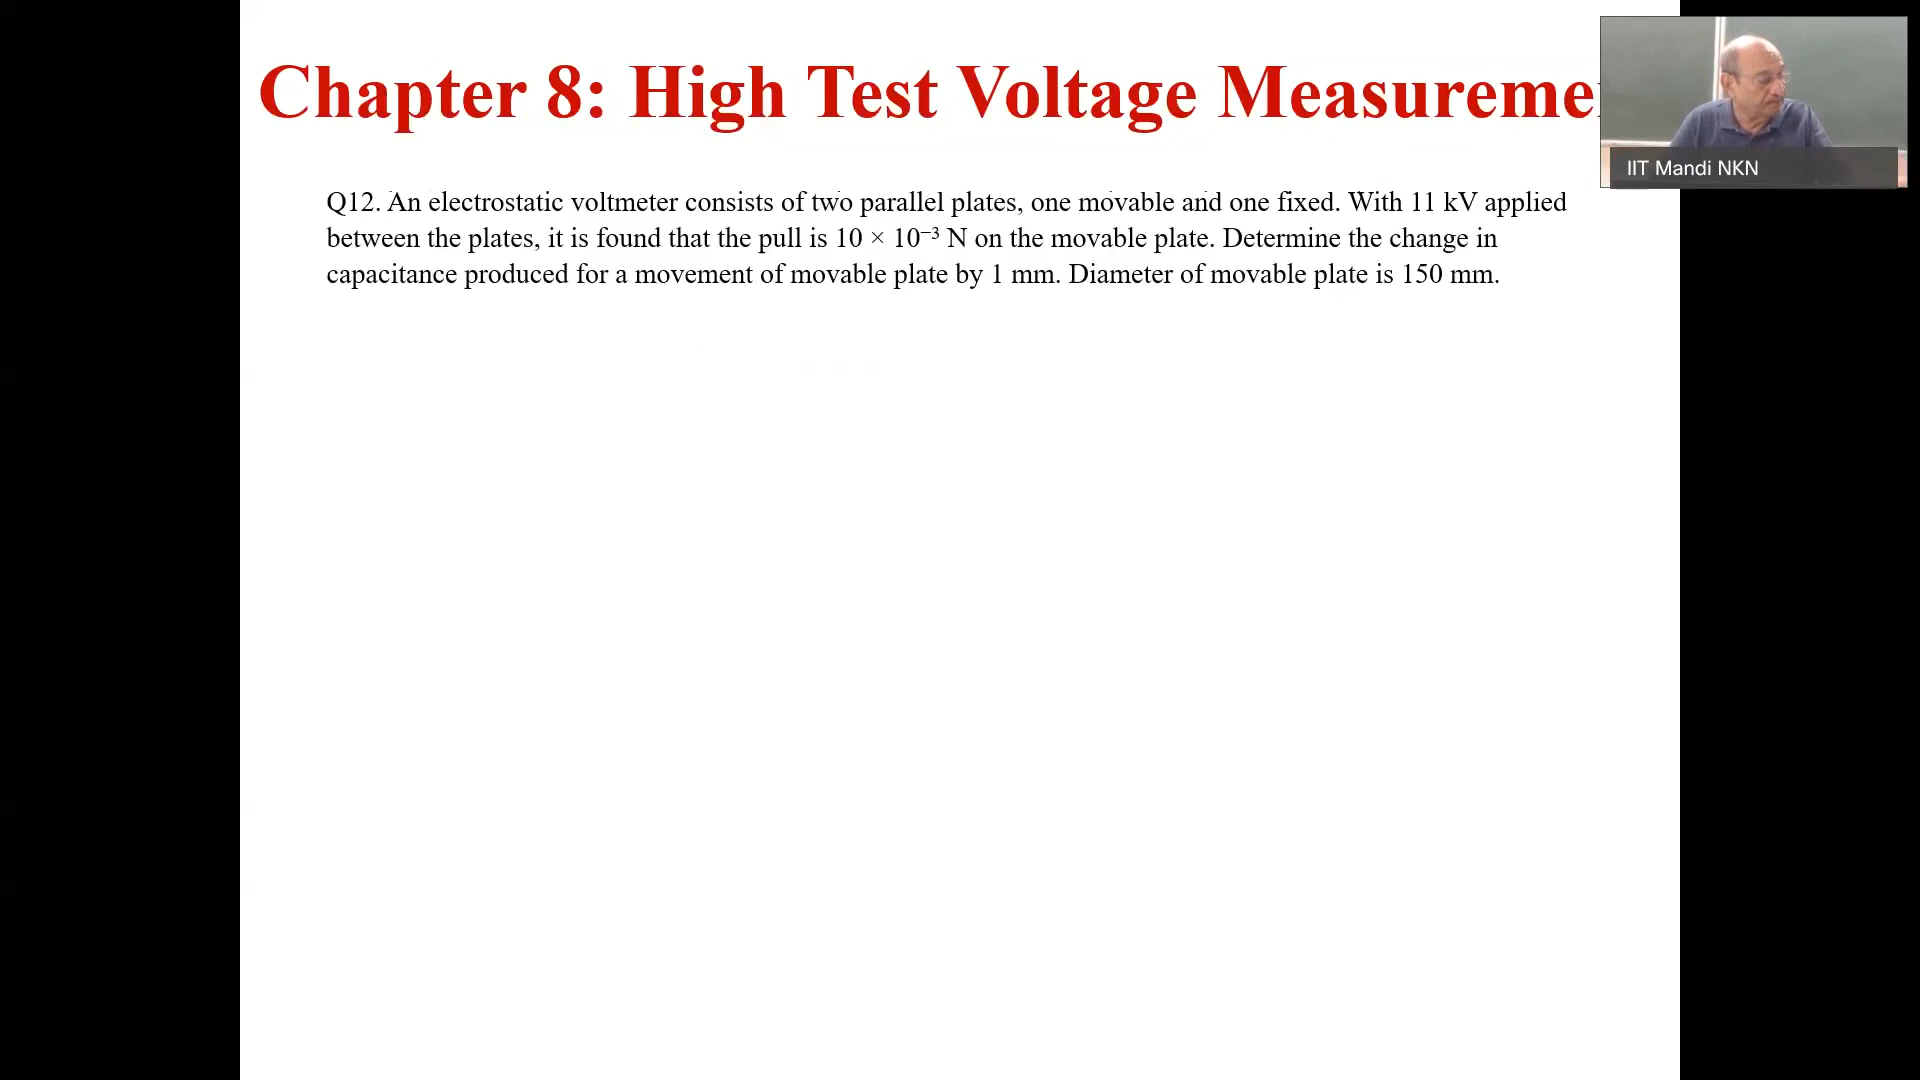 Chapter 8: High Test Voltage Measureme
IIT Mandi NKN
Q12. An electrostatic voltmeter consists of two parallel plates, one movable and one fixed. With 11 kV applied
between the plates, it is found that the pull is 10 × 10⁻³ N on the movable plate. Determine the change in
capacitance produced for a movement of movable plate by 1 mm. Diameter of movable plate is 150 mm.